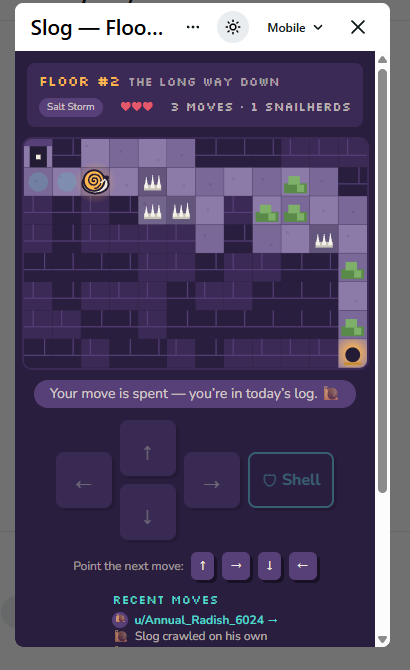 Slog — Floo... ··· Mobile
FLOOR #2 THE LONG WAY DOWN
Salt Storm 3 MOVES · 1 SNAILHERDS
Your move is spent — you're in today's log.
↑
← → Shell
↓
Point the next move: ↑ → ↓ ←
RECENT MOVES
u/Annual_Radish_6024 →
Slog crawled on his own